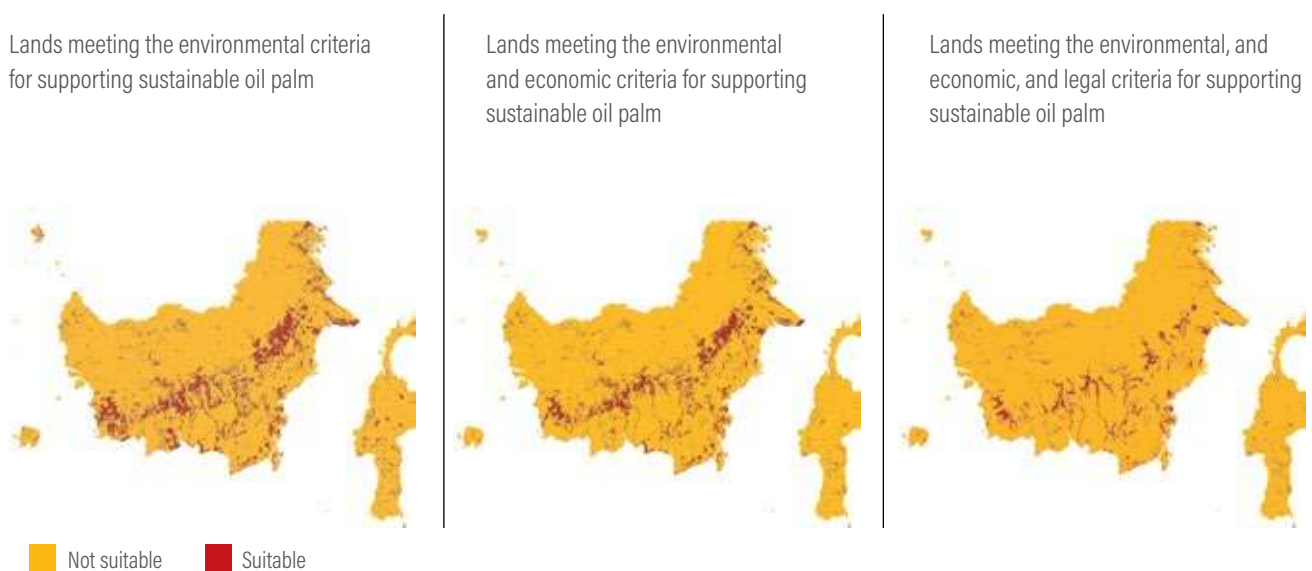 Lands meeting the environmental criteria
for supporting sustainable oil palm
Lands meeting the environmental
and economic criteria for supporting
sustainable oil palm
Lands meeting the environmental, and
economic, and legal criteria for supporting
sustainable oil palm
Not suitable
Suitable